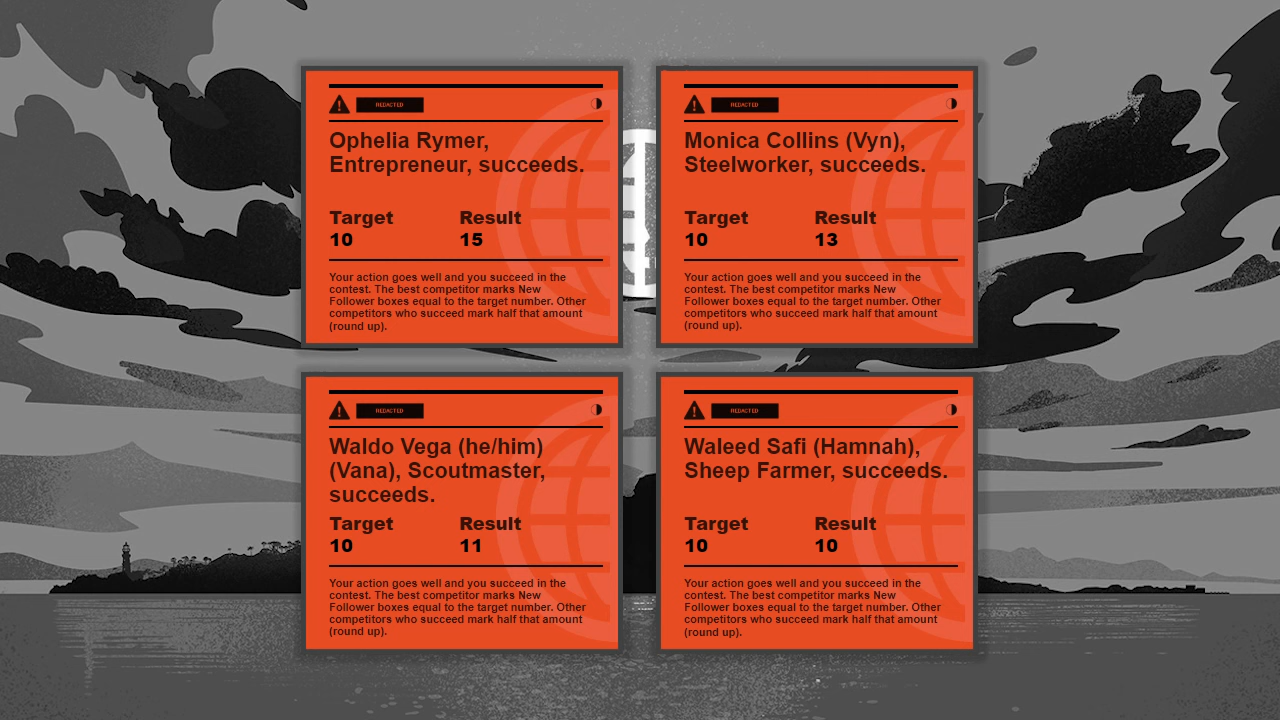 REDACTED
Ophelia Rymer,
Entrepreneur, succeeds.
Target Result
10 15
Your action goes well and you succeed in the
contest. The best competitor marks New
Follower boxes equal to the target number. Other
competitors who succeed mark half that amount
(round up).
REDACTED
Monica Collins (Vyn),
Steelworker, succeeds.
Target Result
10 13
Your action goes well and you succeed in the
contest. The best competitor marks New
Follower boxes equal to the target number. Other
competitors who succeed mark half that amount
(round up).
REDACTED
Waldo Vega (he/him)
(Vana), Scoutmaster,
succeeds.
Target Result
10 11
Your action goes well and you succeed in the
contest. The best competitor marks New
Follower boxes equal to the target number. Other
competitors who succeed mark half that amount
(round up).
REDACTED
Waleed Safi (Hamnah),
Sheep Farmer, succeeds.
Target Result
10 10
Your action goes well and you succeed in the
contest. The best competitor marks New
Follower boxes equal to the target number. Other
competitors who succeed mark half that amount
(round up).